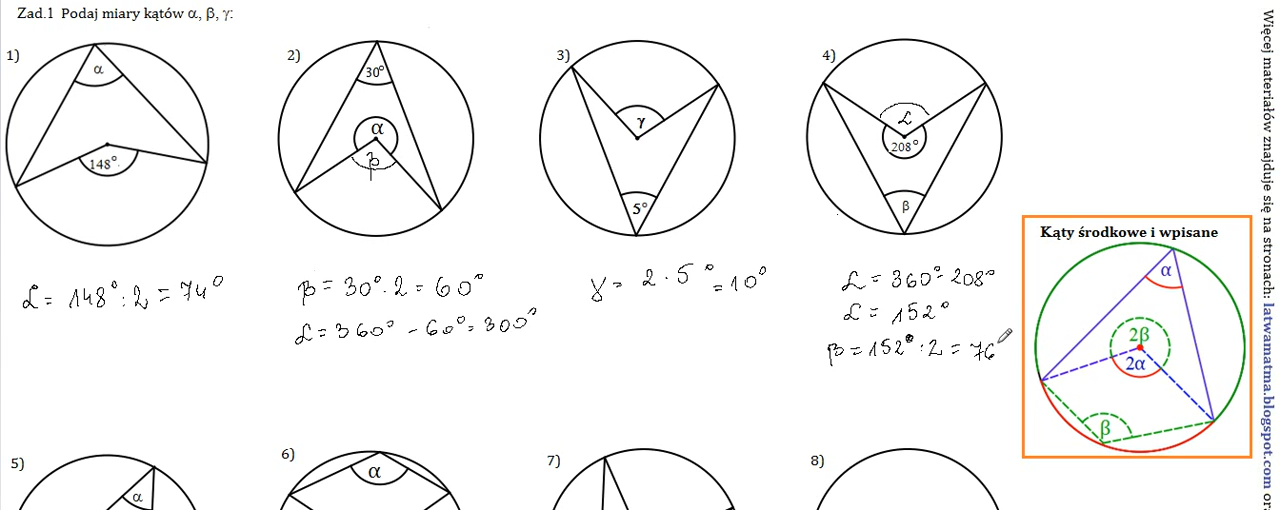 Zad.1 Podaj miary kątów α, β, γ:
1)
α
148°
2)
30°
α
β
3)
γ
5°
4)
α
208°
β
α = 148° : 2 = 74°
β = 30° · 2 = 60°
α = 360° - 60° = 300°
γ = 2 · 5° = 10°
α = 360° - 208°
α = 152°
β = 152° : 2 = 76°
Kąty środkowe i wpisane
α
2β
2α
β
5)
α
6)
α
7)
8)
Więcej materiałów znajduje się na stronach: latwamatma.blogspot.com ora